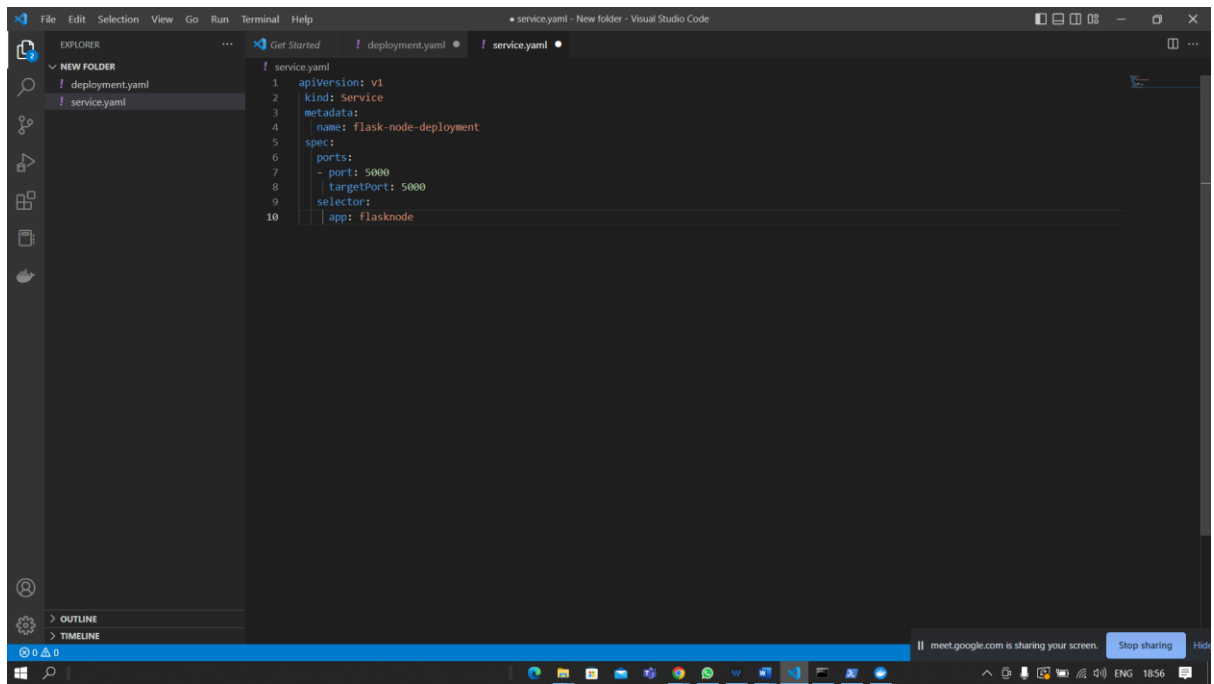 File Edit Selection View Go Run Terminal Help
● service.yaml - New folder - Visual Studio Code
EXPLORER
Get Started
! deployment.yaml ●
! service.yaml ●
NEW FOLDER
! deployment.yaml
! service.yaml
! service.yaml
1 apiVersion: v1
2 kind: Service
3 metadata:
4 name: flask-node-deployment
5 spec:
6 ports:
7 - port: 5000
8 targetPort: 5000
9 selector:
10 app: flasknode
2
OUTLINE
TIMELINE
0 0
meet.google.com is sharing your screen.
Stop sharing
Hide
ENG 18:56